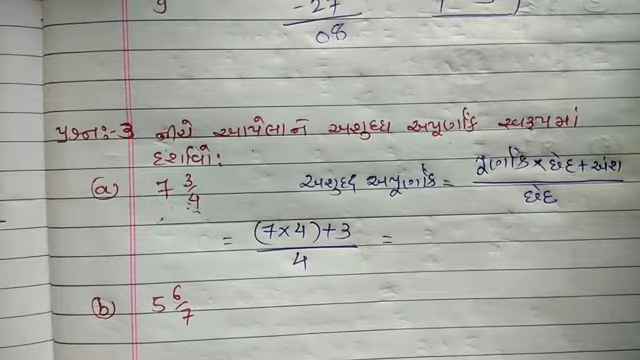 9
-27
08
પ્રશ્ન:-3 નીચે આપેલાને અશુધ્ધ અપૂર્ણાંક સ્વરૂપમાં
દર્શાવો:
(a) 7 3/4 અશુદ્ધ અપૂર્ણાંક = પૂર્ણાંક × છેદ + અંશ / છેદ
= (7×4)+3 / 4 =
(b) 5 6/7